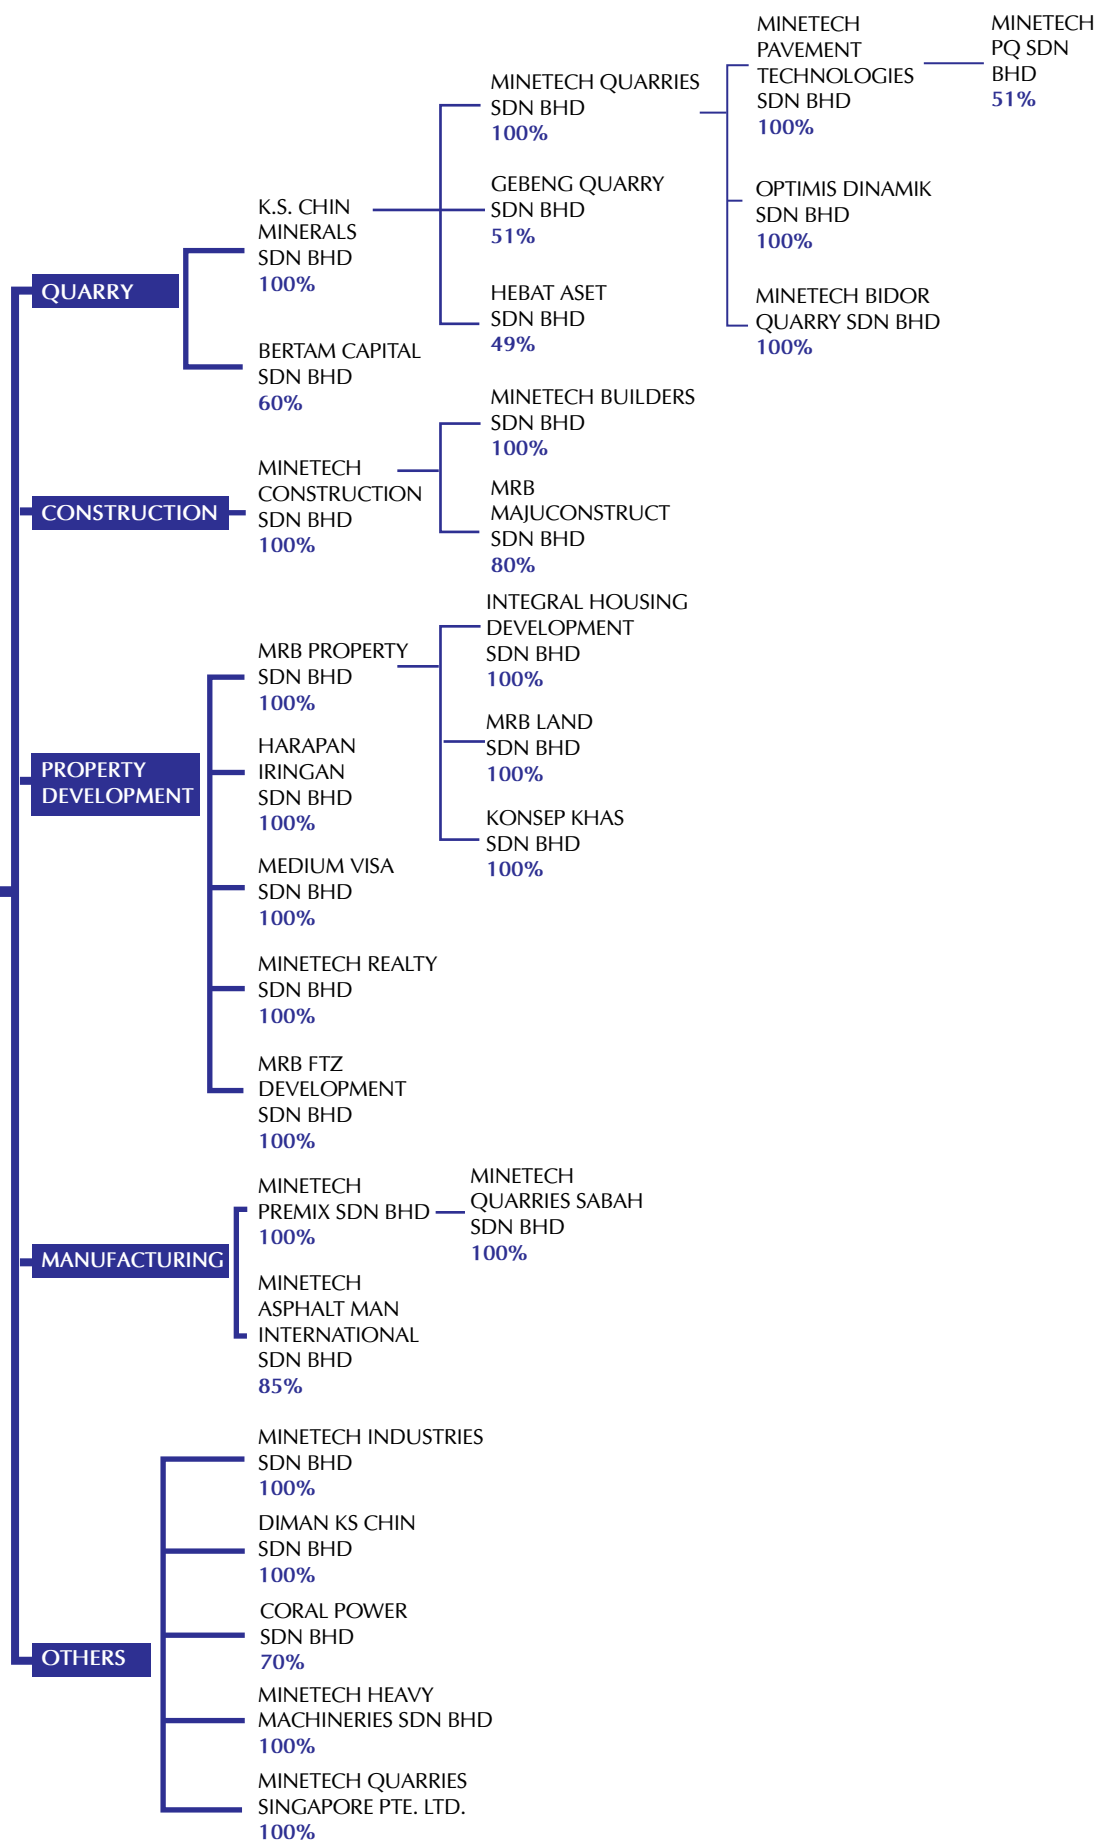 QUARRY
K.S. CHIN
MINERALS
SDN BHD
100%
MINETECH QUARRIES
SDN BHD
100%
MINETECH
PAVEMENT
TECHNOLOGIES
SDN BHD
100%
MINETECH
PQ SDN
BHD
51%
OPTIMIS DINAMIK
SDN BHD
100%
MINETECH BIDOR
QUARRY SDN BHD
100%
GEBENG QUARRY
SDN BHD
51%
HEBAT ASET
SDN BHD
49%
BERTAM CAPITAL
SDN BHD
60%
CONSTRUCTION
MINETECH
CONSTRUCTION
SDN BHD
100%
MINETECH BUILDERS
SDN BHD
100%
MRB
MAJUCONSTRUCT
SDN BHD
80%
PROPERTY
DEVELOPMENT
MRB PROPERTY
SDN BHD
100%
INTEGRAL HOUSING
DEVELOPMENT
SDN BHD
100%
MRB LAND
SDN BHD
100%
KONSEP KHAS
SDN BHD
100%
HARAPAN
IRINGAN
SDN BHD
100%
MEDIUM VISA
SDN BHD
100%
MINETECH REALTY
SDN BHD
100%
MRB FTZ
DEVELOPMENT
SDN BHD
100%
MANUFACTURING
MINETECH
PREMIX SDN BHD
100%
MINETECH
QUARRIES SABAH
SDN BHD
100%
MINETECH
ASPHALT MAN
INTERNATIONAL
SDN BHD
85%
OTHERS
MINETECH INDUSTRIES
SDN BHD
100%
DIMAN KS CHIN
SDN BHD
100%
CORAL POWER
SDN BHD
70%
MINETECH HEAVY
MACHINERIES SDN BHD
100%
MINETECH QUARRIES
SINGAPORE PTE. LTD.
100%